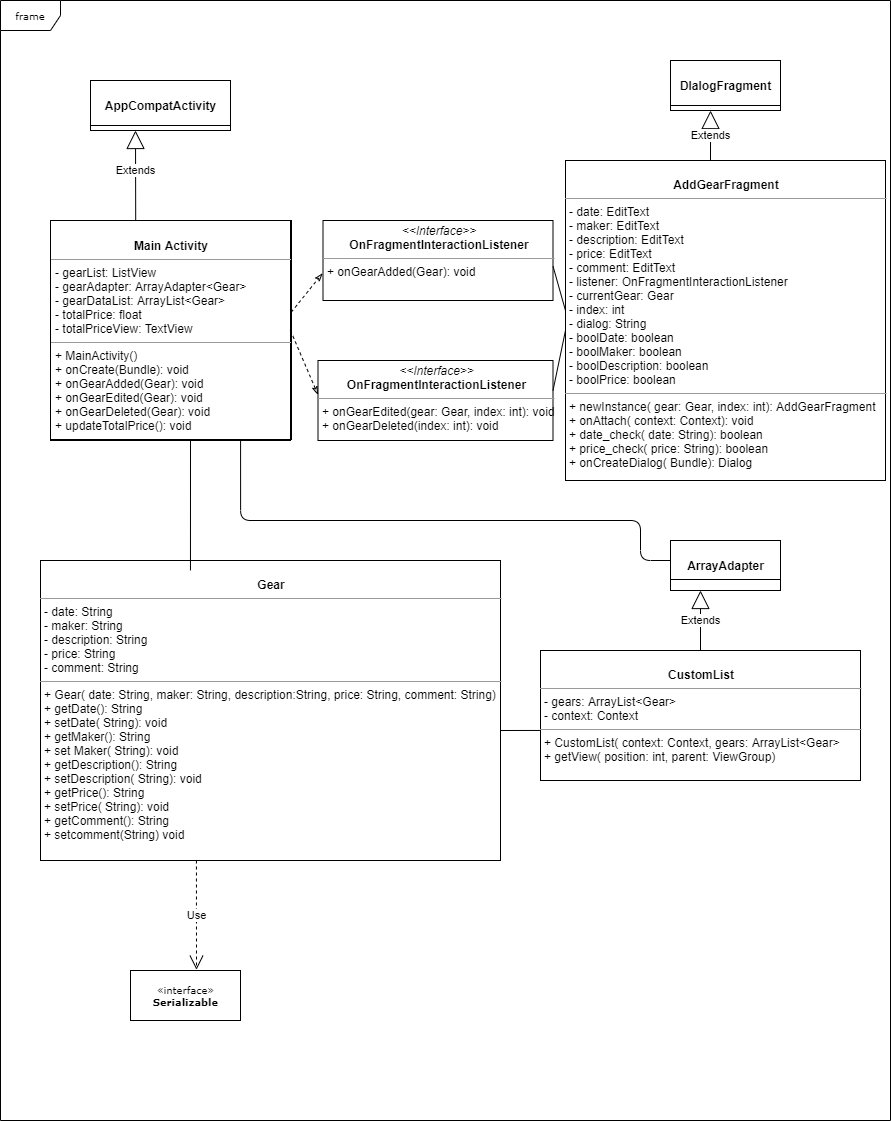 frame
AppCompatActivity
Extends
DIalogFragment
Extends
Main Activity
- gearList: ListView
- gearAdapter: ArrayAdapter<Gear>
- gearDataList: ArrayList<Gear>
- totalPrice: float
- totalPriceView: TextView
+ MainActivity()
+ onCreate(Bundle): void
+ onGearAdded(Gear): void
+ onGearEdited(Gear): void
+ onGearDeleted(Gear): void
+ updateTotalPrice(): void
<<Interface>>
OnFragmentInteractionListener
+ onGearAdded(Gear): void
<<Interface>>
OnFragmentInteractionListener
+ onGearEdited(gear: Gear, index: int): void
+ onGearDeleted(index: int): void
AddGearFragment
- date: EditText
- maker: EditText
- description: EditText
- price: EditText
- comment: EditText
- listener: OnFragmentInteractionListener
- currentGear: Gear
- index: int
- dialog: String
- boolDate: boolean
- boolMaker: boolean
- boolDescription: boolean
- boolPrice: boolean
+ newInstance( gear: Gear, index: int): AddGearFragment
+ onAttach( context: Context): void
+ date_check( date: String): boolean
+ price_check( price: String): boolean
+ onCreateDialog( Bundle): Dialog
Gear
- date: String
- maker: String
- description: String
- price: String
- comment: String
+ Gear( date: String, maker: String, description:String, price: String, comment: String)
+ getDate(): String
+ setDate( String): void
+ getMaker(): String
+ set Maker( String): void
+ getDescription(): String
+ setDescription( String): void
+ getPrice(): String
+ setPrice( String): void
+ getComment(): String
+ setcomment(String) void
ArrayAdapter
Extends
CustomList
- gears: ArrayList<Gear>
- context: Context
+ CustomList( context: Context, gears: ArrayList<Gear>
+ getView( position: int, parent: ViewGroup)
Use
«interface»
Serializable